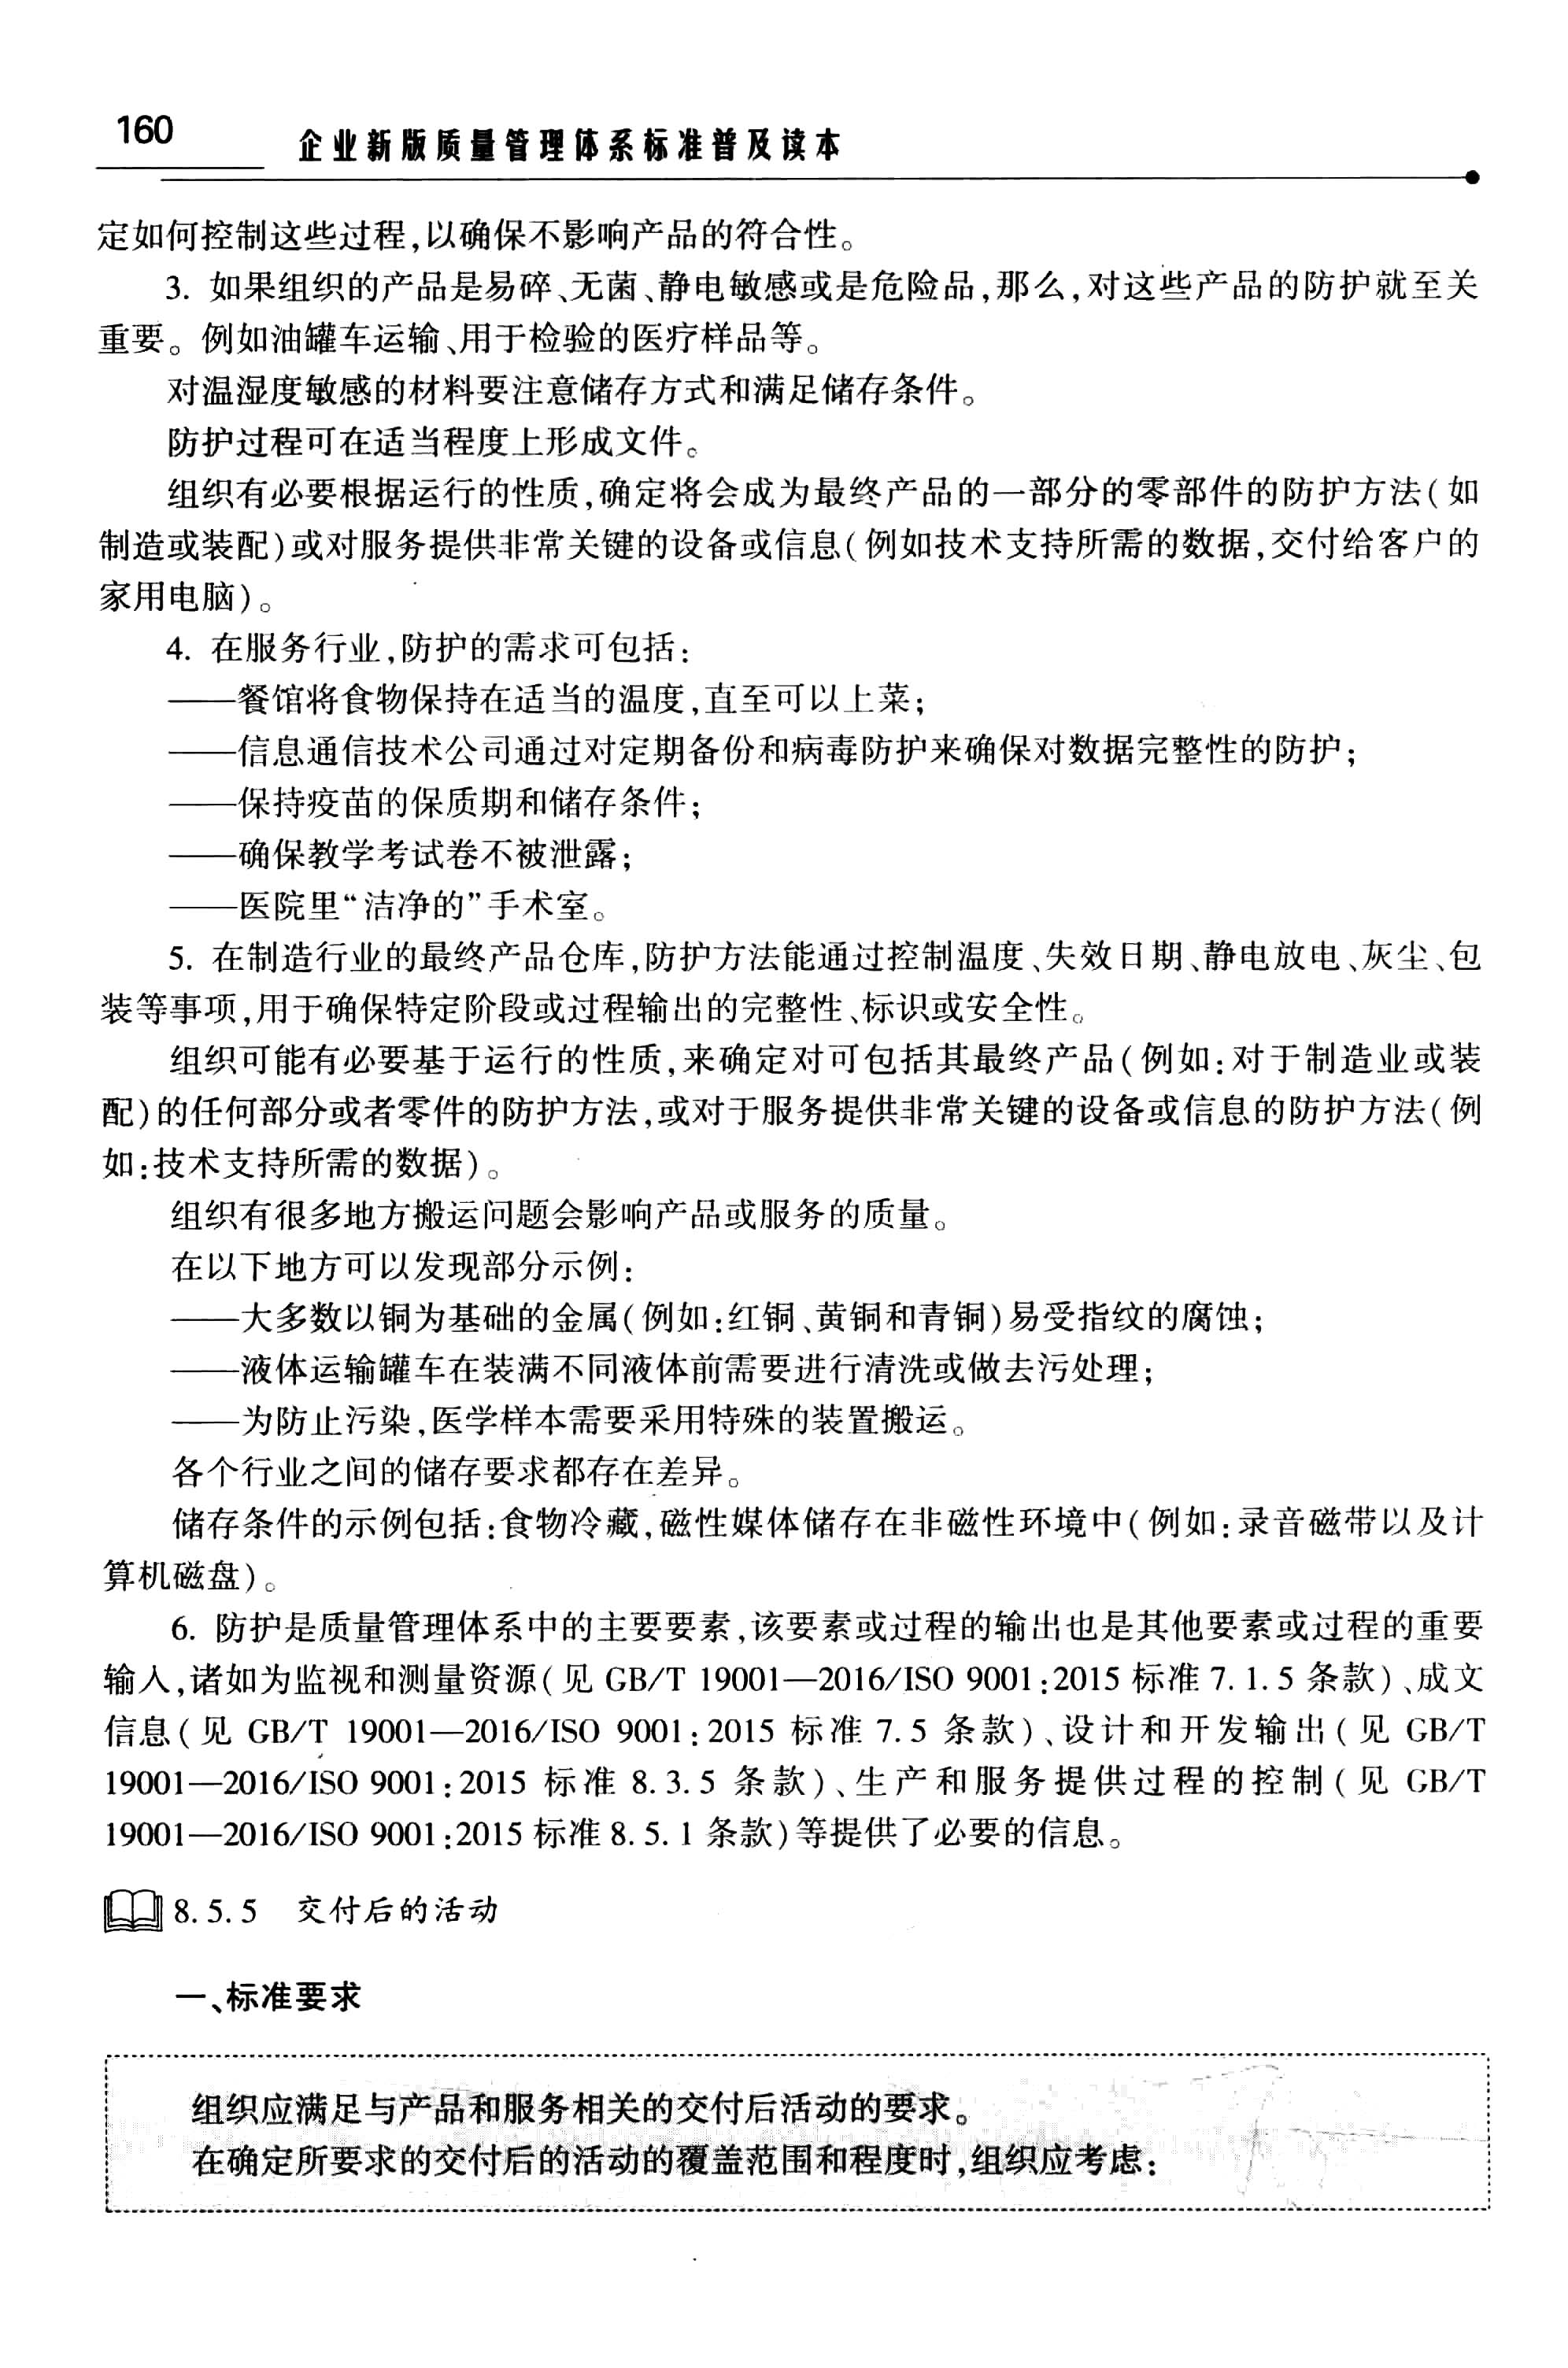 160
企业新版质量管理体系标准普及读本
定如何控制这些过程,以确保不影响产品的符合性。
3. 如果组织的产品是易碎、无菌、静电敏感或是危险品,那么,对这些产品的防护就至关
重要。例如油罐车运输、用于检验的医疗样品等。
对温湿度敏感的材料要注意储存方式和满足储存条件。
防护过程可在适当程度上形成文件。
组织有必要根据运行的性质,确定将会成为最终产品的一部分的零部件的防护方法(如
制造或装配)或对服务提供非常关键的设备或信息(例如技术支持所需的数据,交付给客户的
家用电脑)。
4. 在服务行业,防护的需求可包括:
——餐馆将食物保持在适当的温度,直至可以上菜;
——信息通信技术公司通过对定期备份和病毒防护来确保对数据完整性的防护;
——保持疫苗的保质期和储存条件;
——确保教学考试卷不被泄露;
——医院里“洁净的”手术室。
5. 在制造行业的最终产品仓库,防护方法能通过控制温度、失效日期、静电放电、灰尘、包
装等事项,用于确保特定阶段或过程输出的完整性、标识或安全性。
组织可能有必要基于运行的性质,来确定对可包括其最终产品(例如:对于制造业或装
配)的任何部分或者零件的防护方法,或对于服务提供非常关键的设备或信息的防护方法(例
如:技术支持所需的数据)。
组织有很多地方搬运问题会影响产品或服务的质量。
在以下地方可以发现部分示例:
——大多数以铜为基础的金属(例如:红铜、黄铜和青铜)易受指纹的腐蚀;
——液体运输罐车在装满不同液体前需要进行清洗或做去污处理;
——为防止污染,医学样本需要采用特殊的装置搬运。
各个行业之间的储存要求都存在差异。
储存条件的示例包括:食物冷藏,磁性媒体储存在非磁性环境中(例如:录音磁带以及计
算机磁盘)。
6. 防护是质量管理体系中的主要要素,该要素或过程的输出也是其他要素或过程的重要
输入,诸如为监视和测量资源(见 GB/T 19001—2016/ISO 9001:2015 标准 7.1.5 条款)、成文
信息(见 GB/T 19001—2016/ISO 9001:2015 标准 7.5 条款)、设计和开发输出(见 GB/T
19001—2016/ISO 9001:2015 标准 8.3.5 条款)、生产和服务提供过程的控制(见 GB/T
19001—2016/ISO 9001:2015 标准 8.5.1 条款)等提供了必要的信息。
8.5.5 交付后的活动
一、标准要求
组织应满足与产品和服务相关的交付后活动的要求。
在确定所要求的交付后的活动的覆盖范围和程度时,组织应考虑: